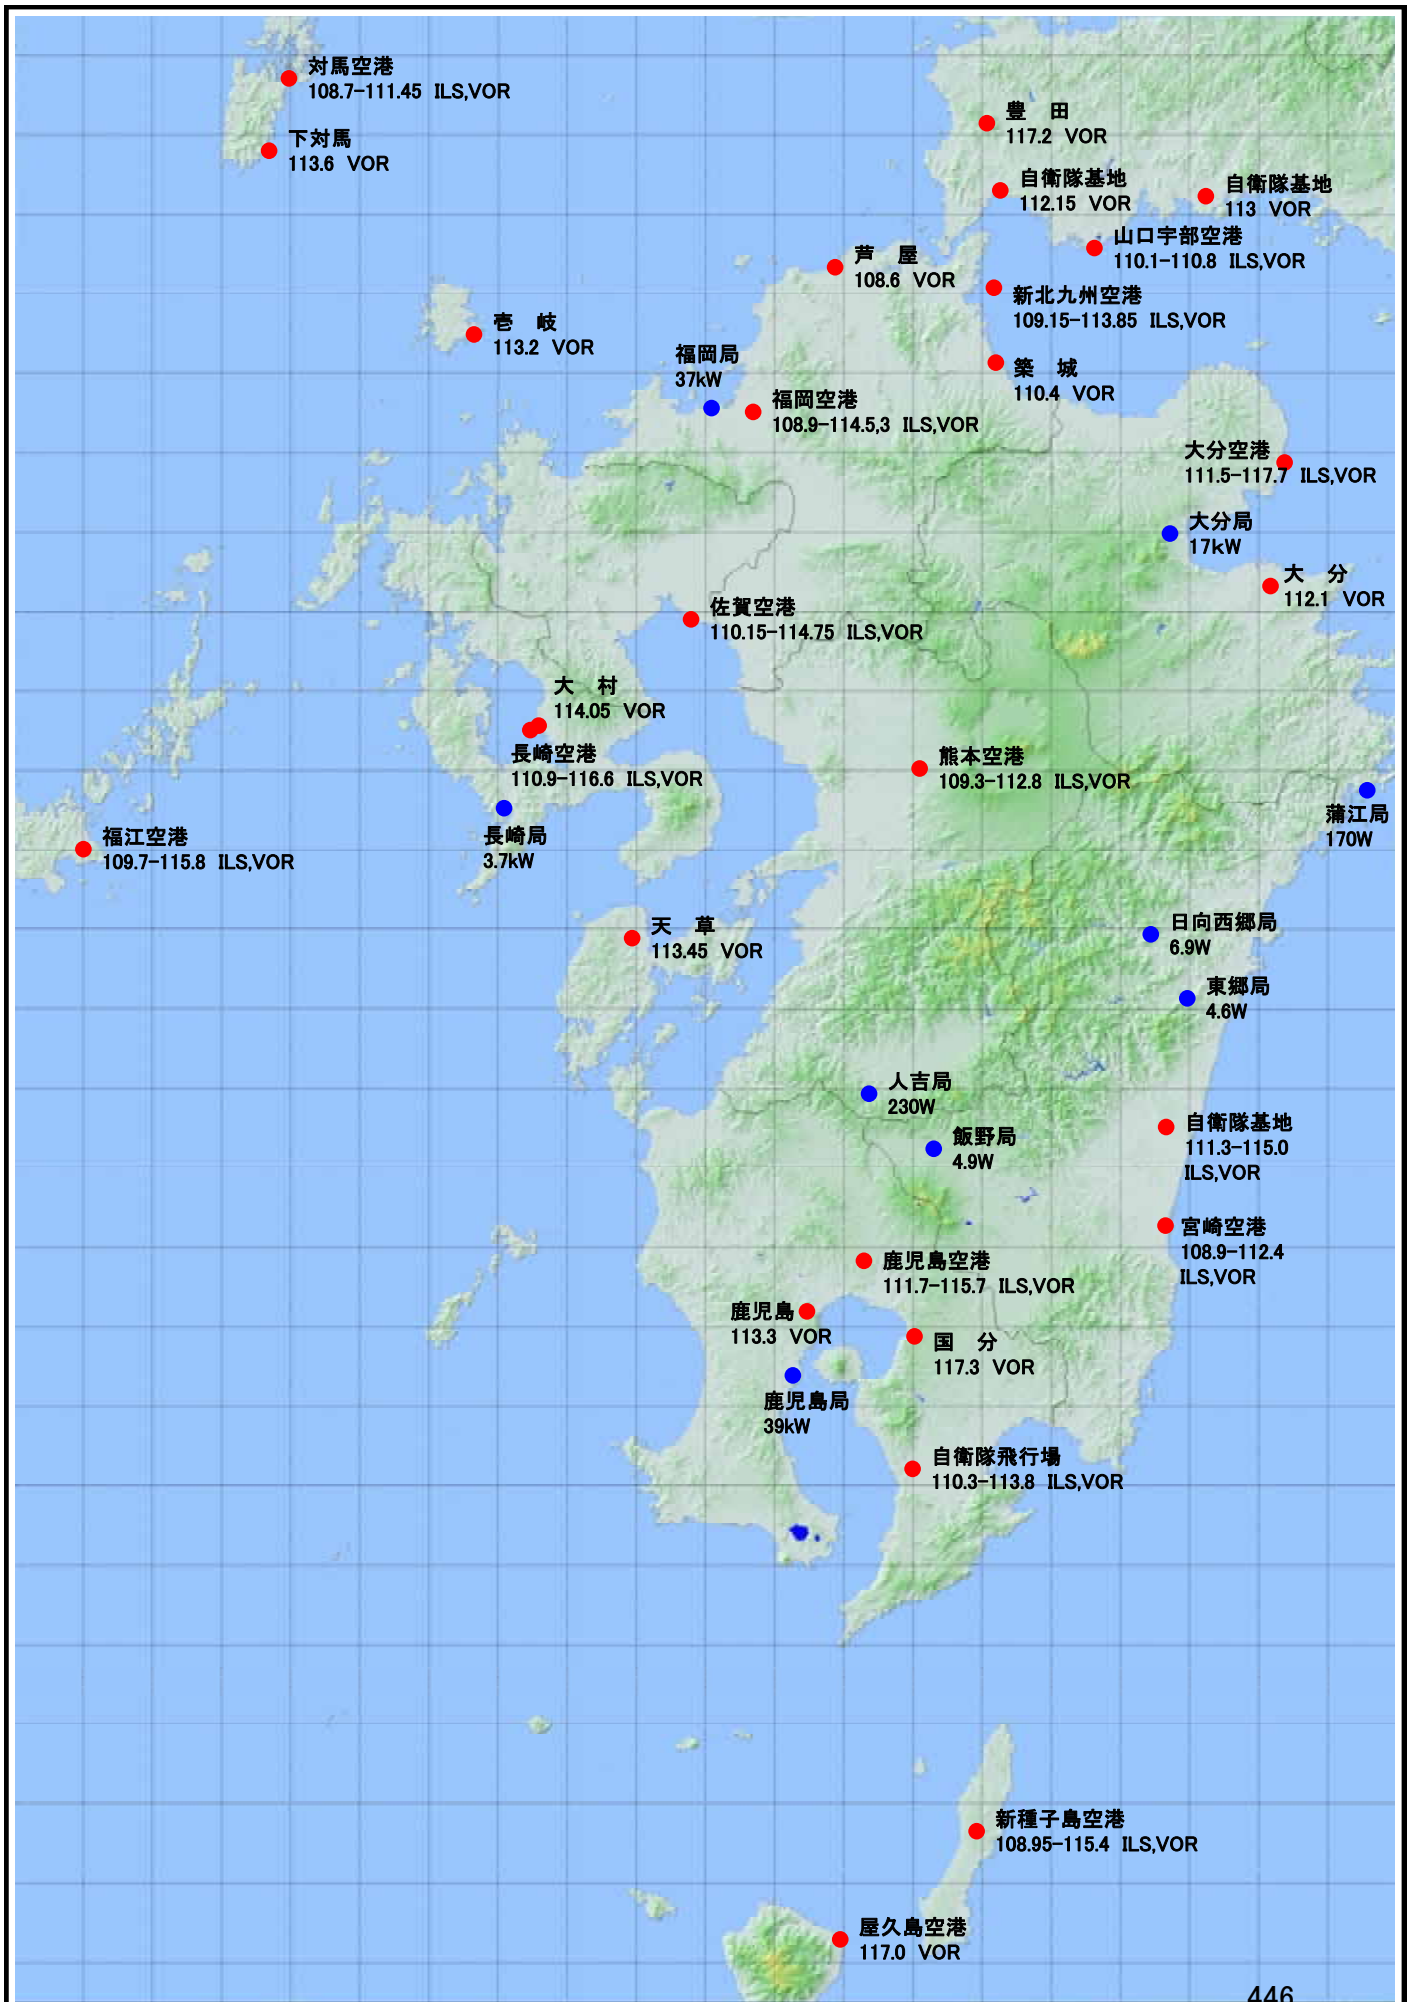 対馬空港
108.7-111.45 ILS,VOR
下対馬
113.6 VOR
豊　田
117.2 VOR
自衛隊基地
112.15 VOR
自衛隊基地
113 VOR
山口宇部空港
110.1-110.8 ILS,VOR
芦　屋
108.6 VOR
新北九州空港
109.15-113.85 ILS,VOR
壱　岐
113.2 VOR
福岡局
37kW
築　城
110.4 VOR
福岡空港
108.9-114.5,3 ILS,VOR
大分空港
111.5-117.7 ILS,VOR
大分局
17kW
大　分
112.1 VOR
佐賀空港
110.15-114.75 ILS,VOR
大　村
114.05 VOR
長崎空港
110.9-116.6 ILS,VOR
熊本空港
109.3-112.8 ILS,VOR
蒲江局
170W
長崎局
3.7kW
福江空港
109.7-115.8 ILS,VOR
天　草
113.45 VOR
日向西郷局
6.9W
東郷局
4.6W
人吉局
230W
自衛隊基地
111.3-115.0
ILS,VOR
飯野局
4.9W
宮崎空港
108.9-112.4
ILS,VOR
鹿児島空港
111.7-115.7 ILS,VOR
鹿児島
113.3 VOR
国　分
117.3 VOR
鹿児島局
39kW
自衛隊飛行場
110.3-113.8 ILS,VOR
新種子島空港
108.95-115.4 ILS,VOR
屋久島空港
117.0 VOR
446